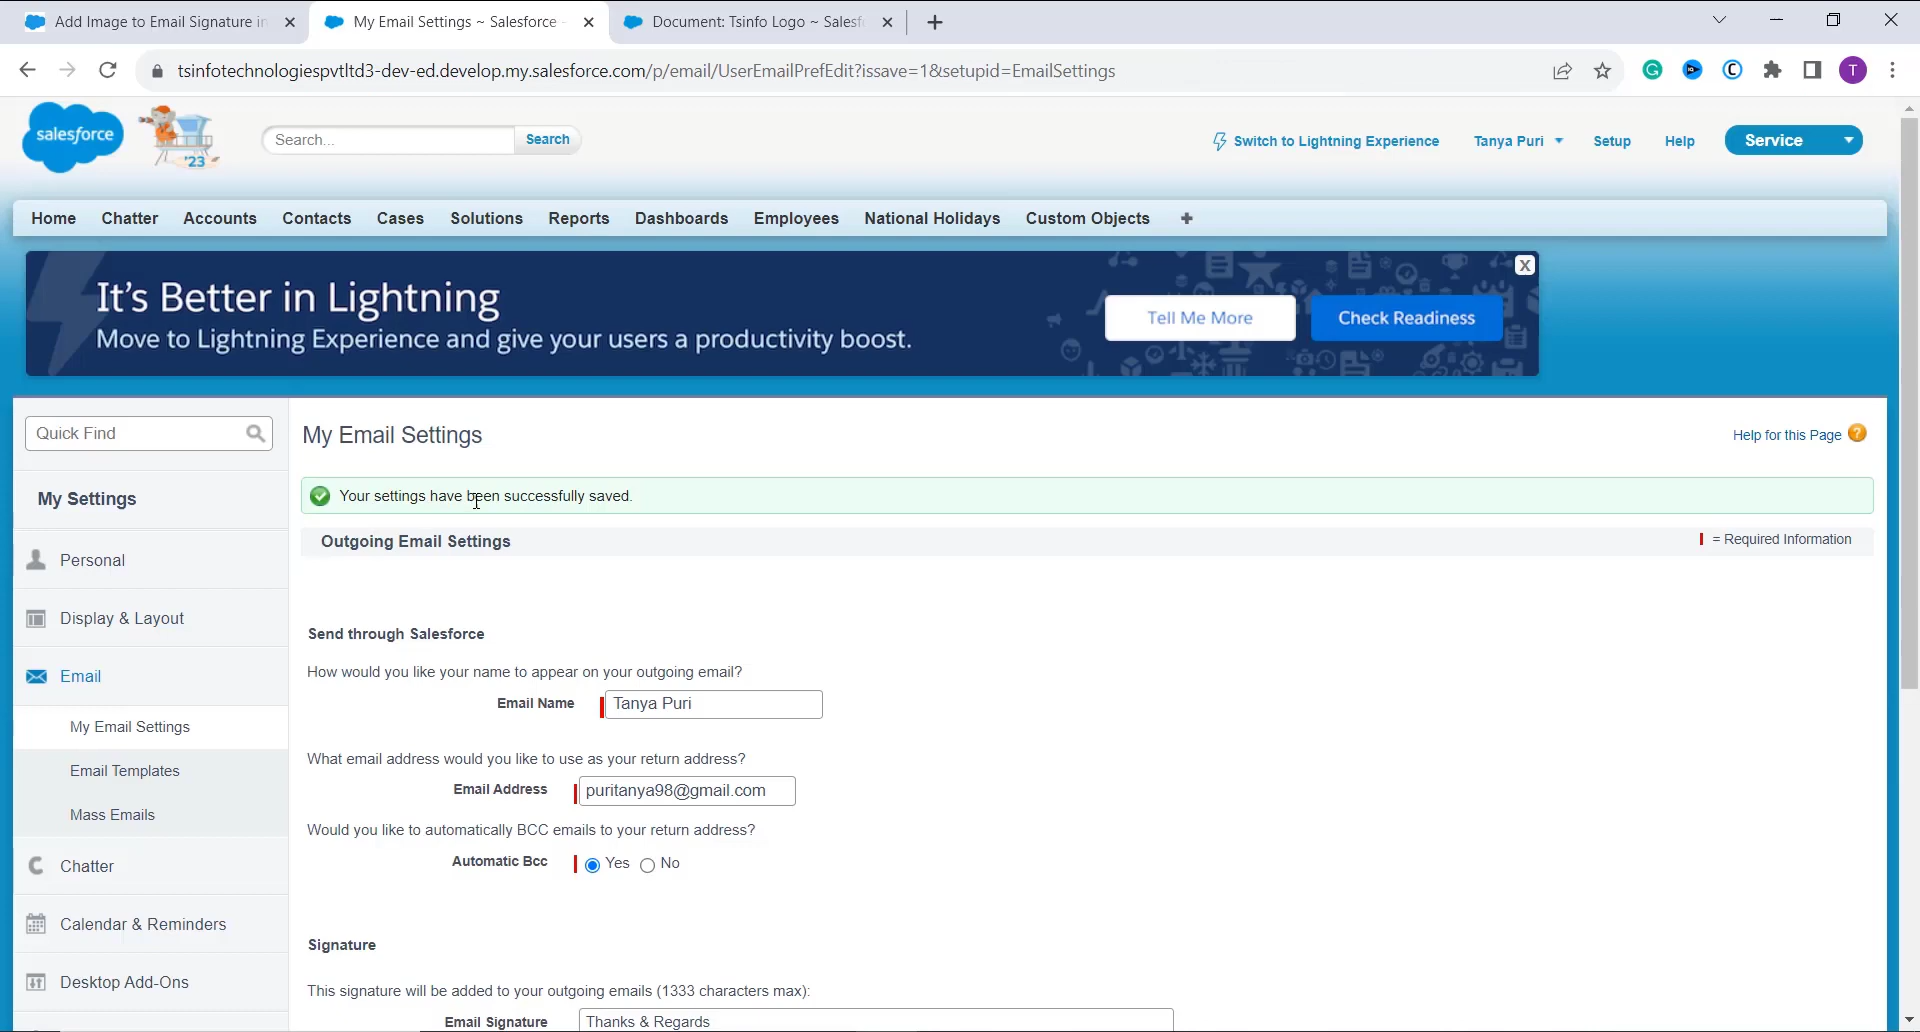 Add Image to Email Signature in
My Email Settings ~ Salesforce -
Document: Tsinfo Logo ~ Salesf
tsinfotechnologiespvtltd3-dev-ed.develop.my.salesforce.com/p/email/UserEmailPrefEdit?issave=1&setupid=EmailSettings
T
salesforce
'23
Search...
Search
Switch to Lightning Experience
Tanya Puri
Setup
Help
Service
Home
Chatter
Accounts
Contacts
Cases
Solutions
Reports
Dashboards
Employees
National Holidays
Custom Objects
It's Better in Lightning
Move to Lightning Experience and give your users a productivity boost.
Tell Me More
Check Readiness
X
Quick Find
My Settings
Personal
Display & Layout
Email
My Email Settings
Email Templates
Mass Emails
Chatter
Calendar & Reminders
Desktop Add-Ons
My Email Settings
Help for this Page
Your settings have been successfully saved.
Outgoing Email Settings
= Required Information
Send through Salesforce
How would you like your name to appear on your outgoing email?
Email Name Tanya Puri
What email address would you like to use as your return address?
Email Address puritanya98@gmail.com
Would you like to automatically BCC emails to your return address?
Automatic Bcc Yes No
Signature
This signature will be added to your outgoing emails (1333 characters max):
Email Signature Thanks & Regards